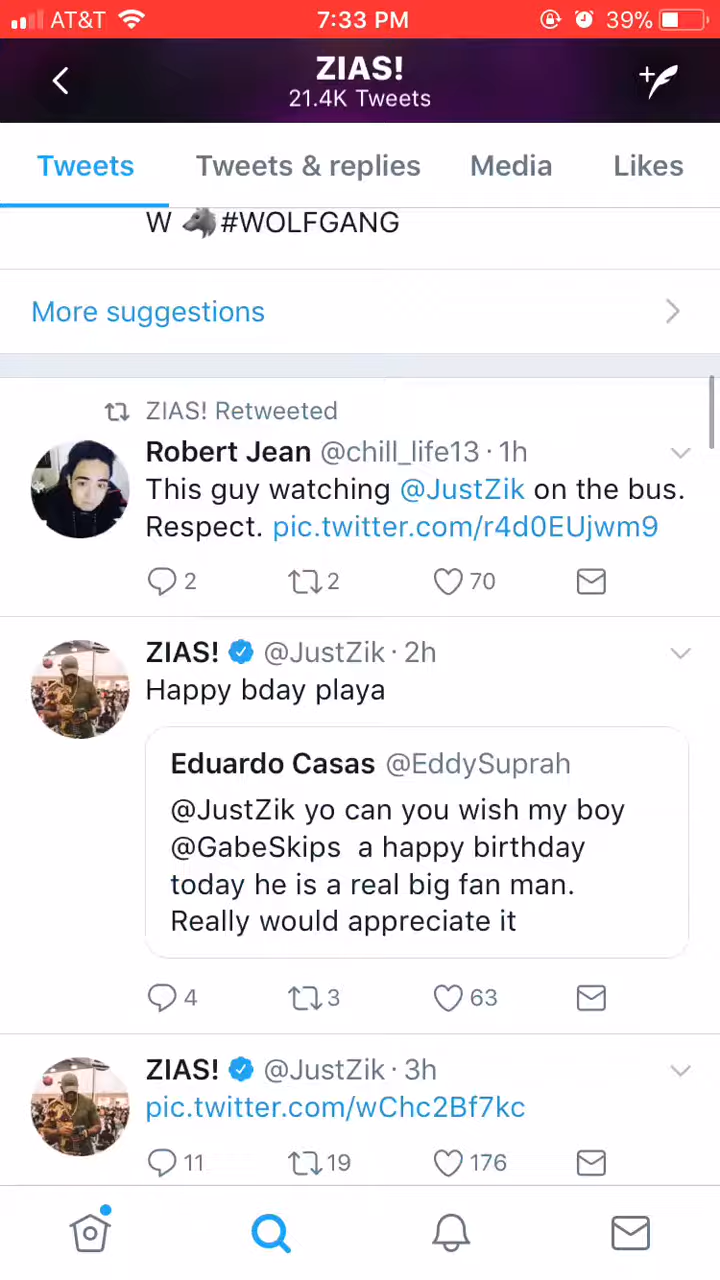 AT&T 7:33 PM 39%
ZIAS!
21.4K Tweets
Tweets Tweets & replies Media Likes
W 🐺#WOLFGANG
More suggestions
ZIAS! Retweeted
Robert Jean @chill_life13 · 1h
This guy watching @JustZik on the bus.
Respect. pic.twitter.com/r4d0EUjwm9
2 2 70
ZIAS! @JustZik · 2h
Happy bday playa
Eduardo Casas @EddySuprah
@JustZik yo can you wish my boy
@GabeSkips a happy birthday
today he is a real big fan man.
Really would appreciate it
4 3 63
ZIAS! @JustZik · 3h
pic.twitter.com/wChc2Bf7kc
11 19 176